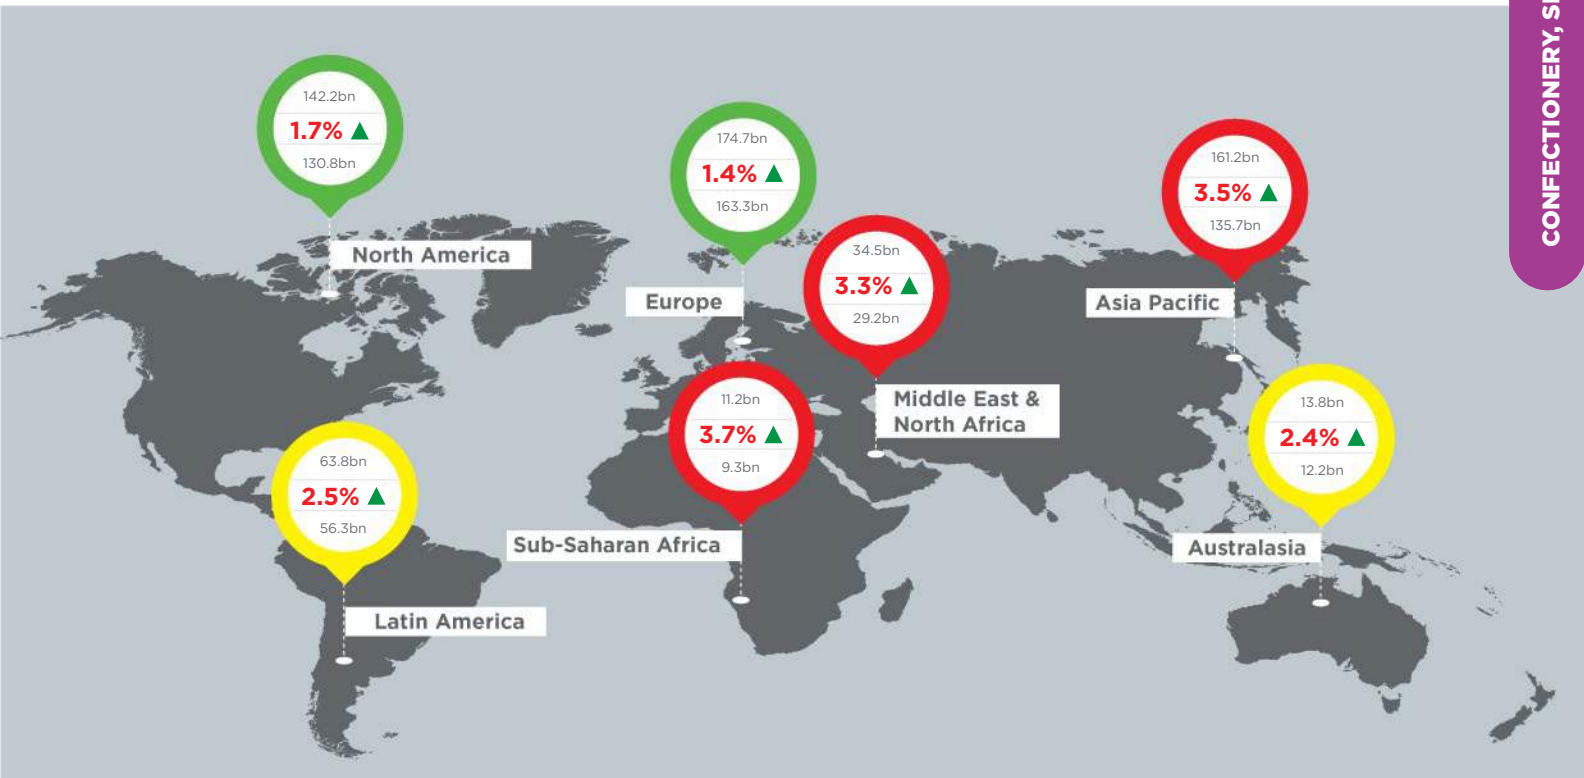 142.2bn
1.7%
130.8bn
North America
174.7bn
1.4%
163.3bn
Europe
34.5bn
3.3%
29.2bn
Middle East &
North Africa
161.2bn
3.5%
135.7bn
Asia Pacific
63.8bn
2.5%
56.3bn
Latin America
11.2bn
3.7%
9.3bn
Sub-Saharan Africa
13.8bn
2.4%
12.2bn
Australasia
CONFECTIONERY,